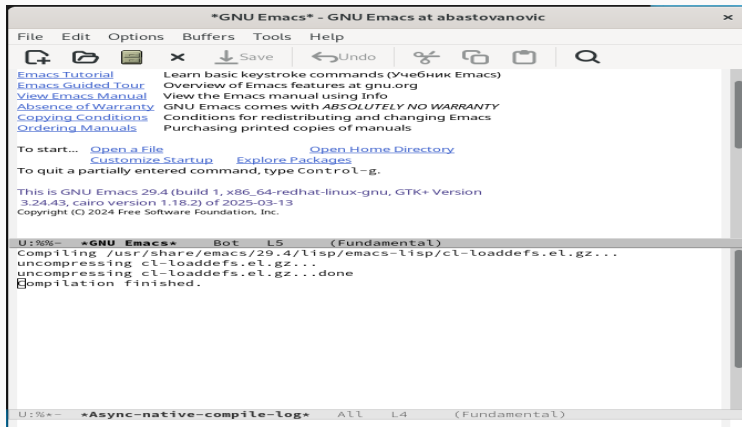 *GNU Emacs* - GNU Emacs at abastovanovic
File Edit Options Buffers Tools Help
Save Undo
Emacs Tutorial Learn basic keystroke commands (Учебник Emacs)
Emacs Guided Tour Overview of Emacs features at gnu.org
View Emacs Manual View the Emacs manual using Info
Absence of Warranty GNU Emacs comes with ABSOLUTELY NO WARRANTY
Copying Conditions Conditions for redistributing and changing Emacs
Ordering Manuals Purchasing printed copies of manuals
To start... Open a File Open Home Directory
Customize Startup Explore Packages
To quit a partially entered command, type Control-g.
This is GNU Emacs 29.4 (build 1, x86_64-redhat-linux-gnu, GTK+ Version
3.24.43, cairo version 1.18.2) of 2025-03-13
Copyright (C) 2024 Free Software Foundation, Inc.
U:%%- *GNU Emacs* Bot L5 (Fundamental)
Compiling /usr/share/emacs/29.4/lisp/emacs-lisp/cl-loaddefs.el.gz...
uncompressing cl-loaddefs.el.gz...
uncompressing cl-loaddefs.el.gz...done
Compilation finished.
U:%*- *Async-native-compile-log* All L4 (Fundamental)